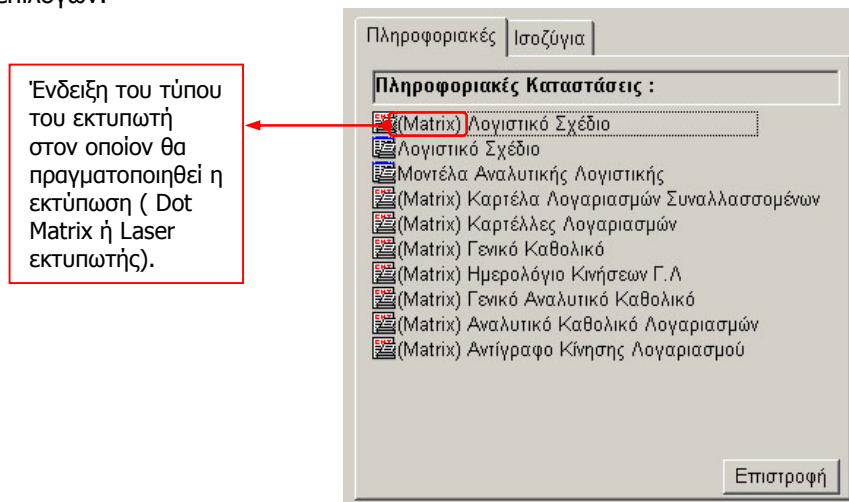 επιλογών.
Πληροφοριακές Ισοζύγια
Πληροφοριακές Καταστάσεις :
Ένδειξη του τύπου
του εκτυπωτή
στον οποίον θα
πραγματοποιηθεί η
εκτύπωση ( Dot
Matrix ή Laser
εκτυπωτής).
(Matrix) Λογιστικό Σχέδιο
Λογιστικό Σχέδιο
Μοντέλα Αναλυτικής Λογιστικής
(Matrix) Καρτέλα Λογαριασμών Συναλλασσομένων
(Matrix) Καρτέλλες Λογαριασμών
(Matrix) Γενικό Καθολικό
(Matrix) Ημερολόγιο Κινήσεων Γ.Λ
(Matrix) Γενικό Αναλυτικό Καθολικό
(Matrix) Αναλυτικό Καθολικό Λογαριασμών
(Matrix) Αντίγραφο Κίνησης Λογαριασμού
Επιστροφή